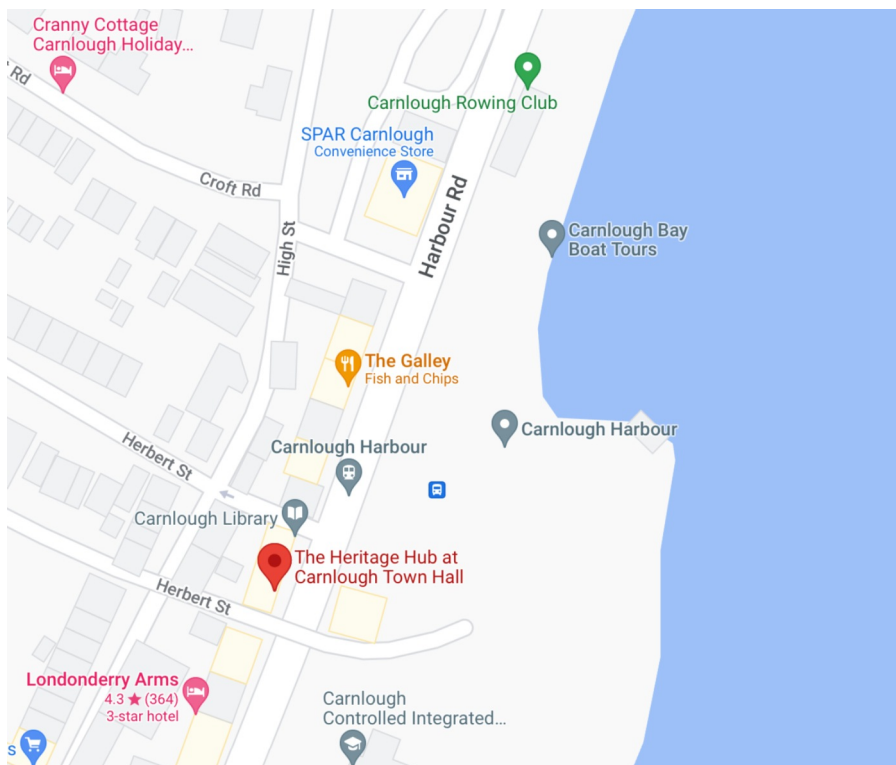 Cranny Cottage
Carnlough Holiday...
Rd
Carnlough Rowing Club
SPAR Carnlough
Convenience Store
Croft Rd
Harbour Rd
High St
Carnlough Bay
Boat Tours
The Galley
Fish and Chips
Herbert St
Carnlough Harbour
Carnlough Harbour
Carnlough Library
The Heritage Hub at
Carnlough Town Hall
Herbert St
Londonderry Arms
4.3 ★ (364)
3-star hotel
Carnlough
Controlled Integrated...
s